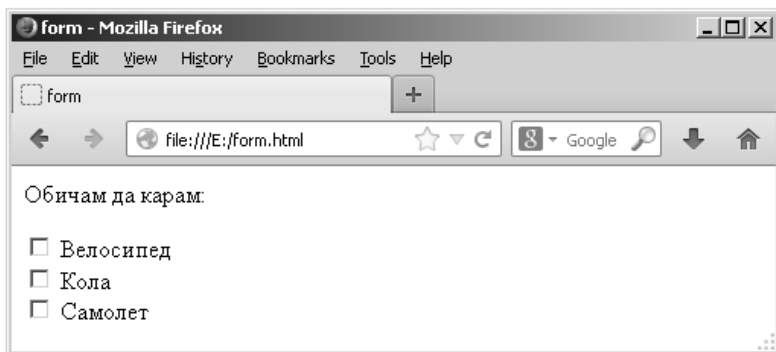 form - Mozilla Firefox
File Edit View History Bookmarks Tools Help
form +
file:///E:/form.html 8 Google
Обичам да карам:
Велосипед
Кола
Самолет